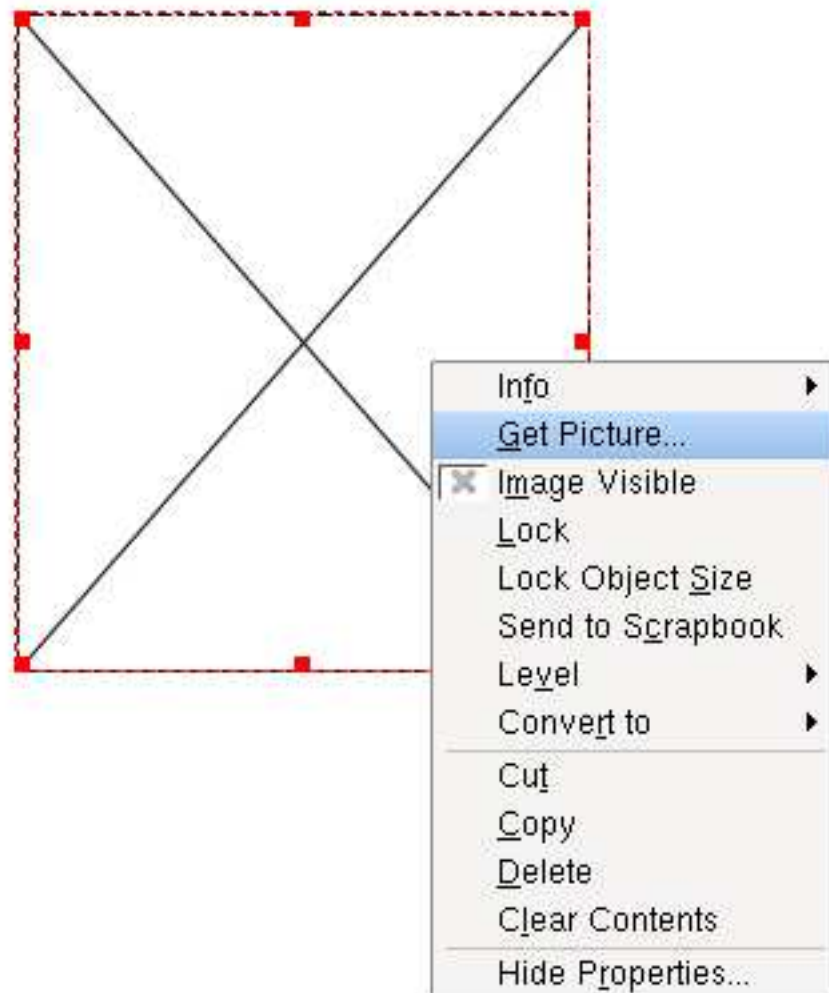 Info
Get Picture...
Image Visible
Lock
Lock Object Size
Send to Scrapbook
Level
Convert to
Cut
Copy
Delete
Clear Contents
Hide Properties...